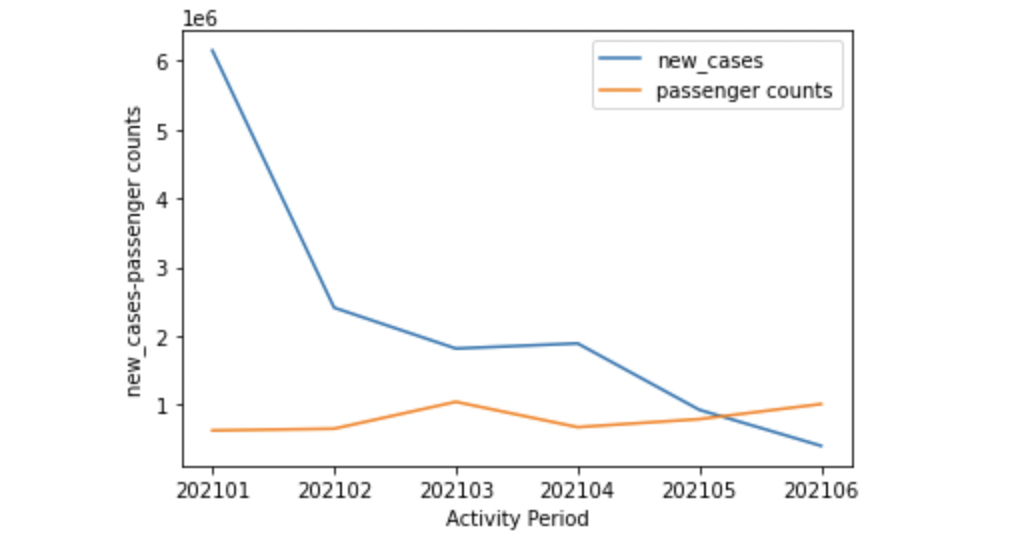 1e6
new_cases
passenger counts
6
5
4
3
2
1
new_cases-passenger counts
202101 202102 202103 202104 202105 202106
Activity Period